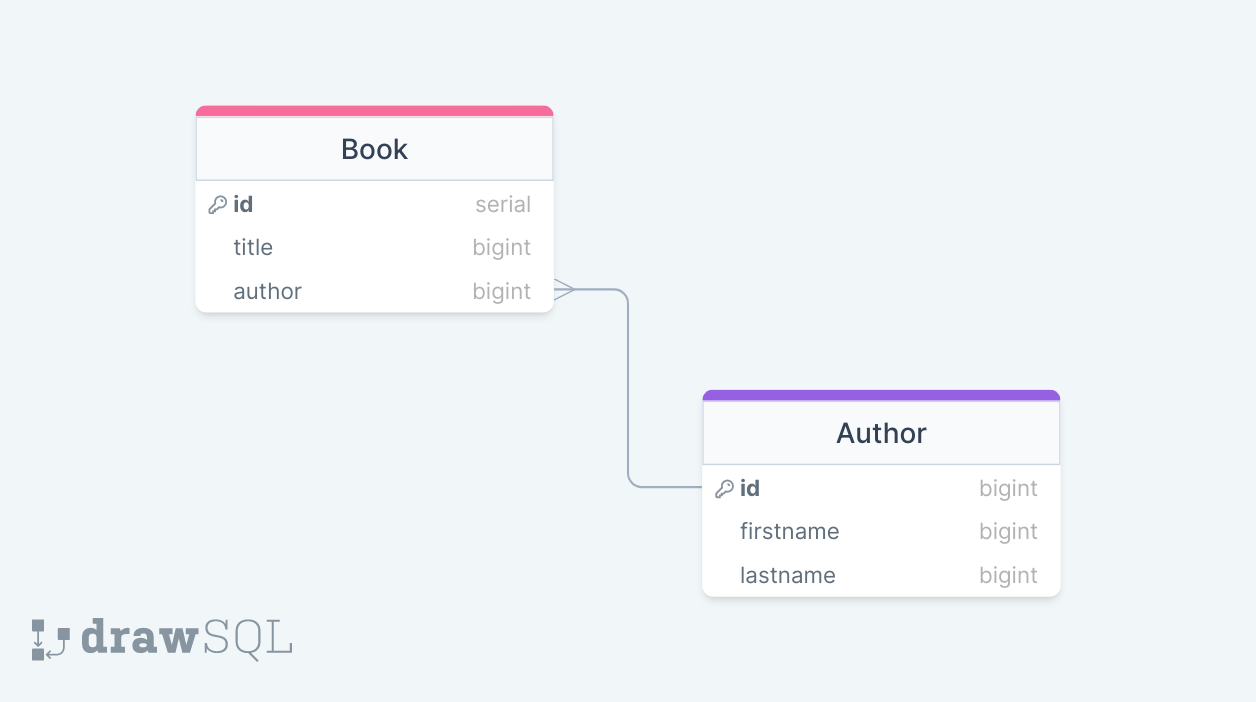 Book
id serial
title bigint
author bigint
Author
id bigint
firstname bigint
lastname bigint
drawSQL